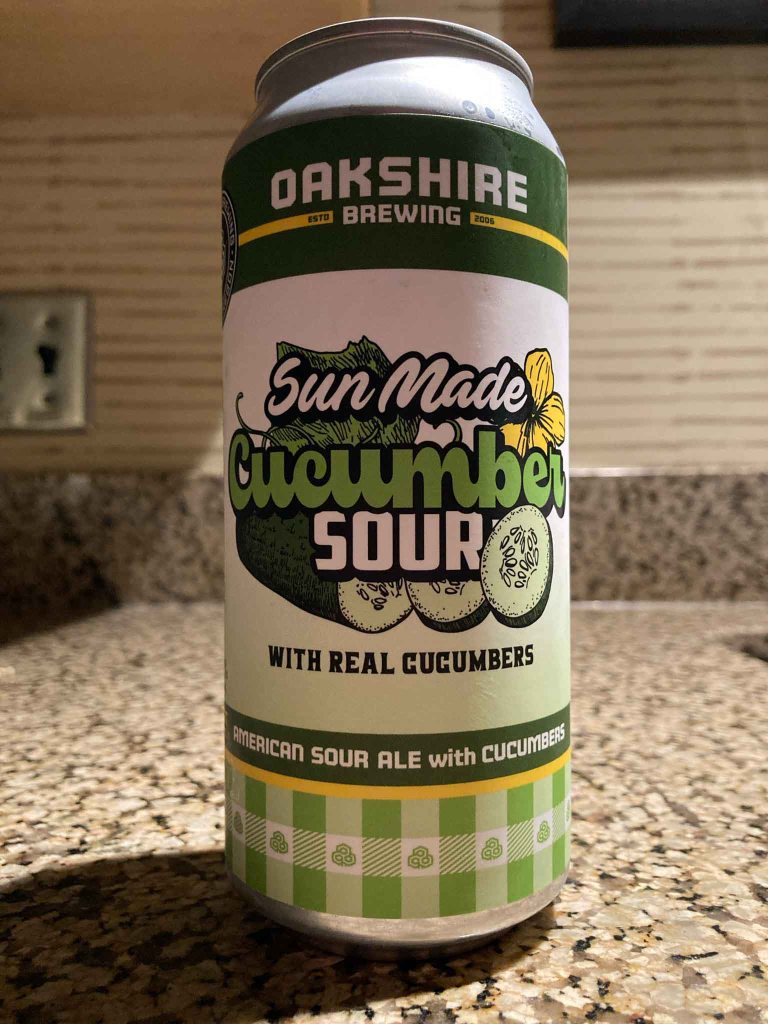 OAKSHIRE
ESTD BREWING 2006
Sun Made
Cucumber
SOUR
WITH REAL CUCUMBERS
AMERICAN SOUR ALE with CUCUMBERS